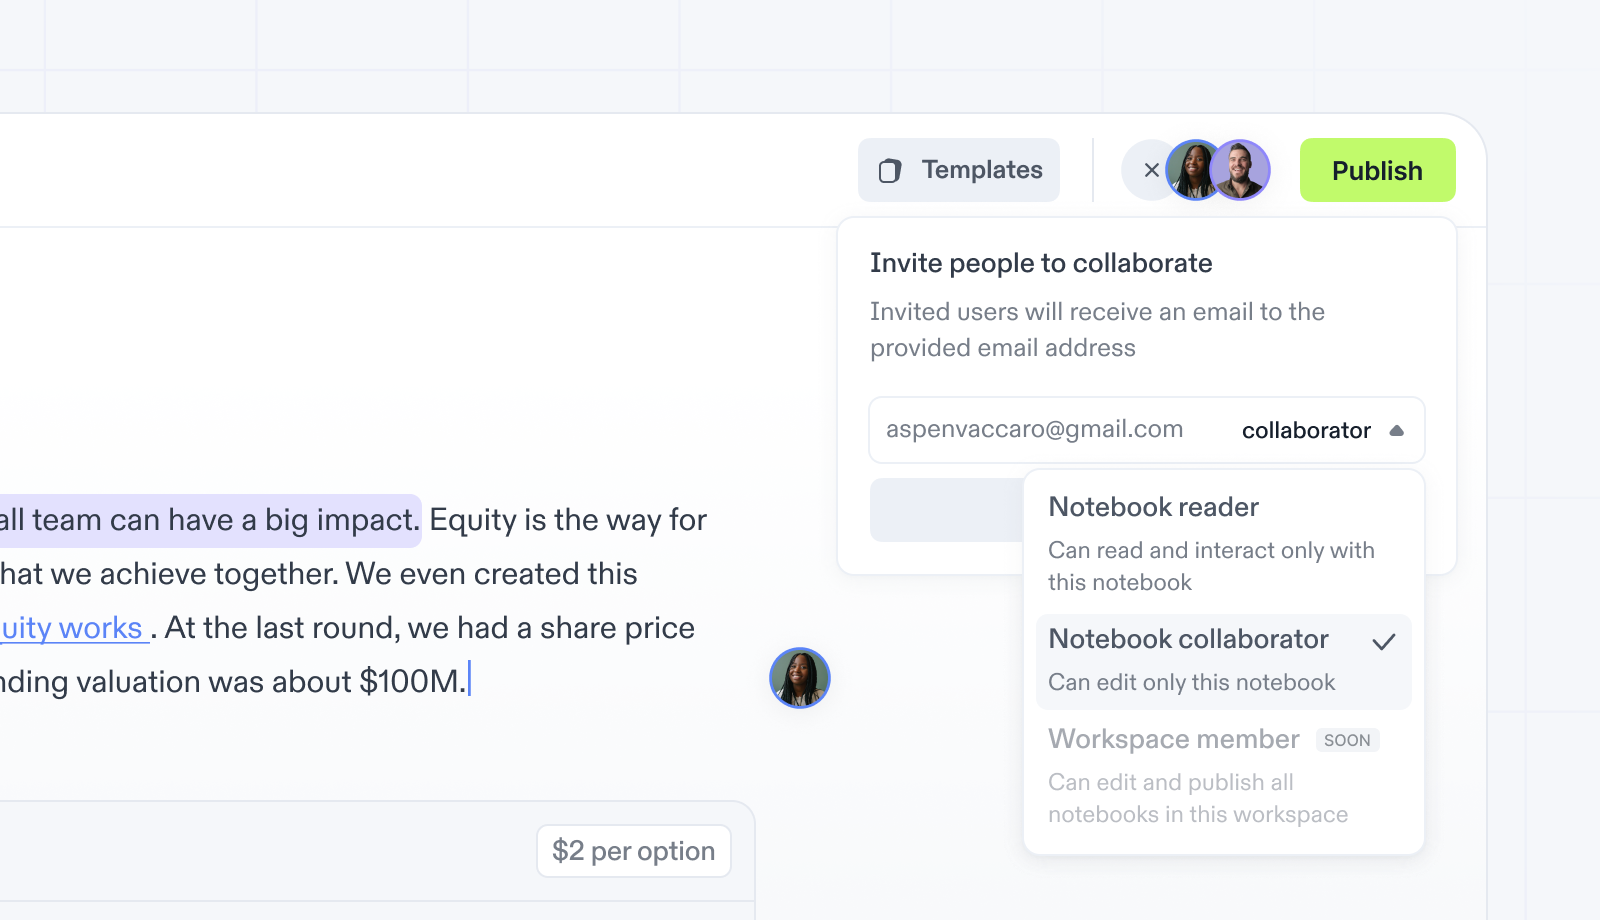 Templates
Publish
Invite people to collaborate
Invited users will receive an email to the
provided email address
aspenvaccaro@gmail.com collaborator
Notebook reader
Can read and interact only with
this notebook
Notebook collaborator
Can edit only this notebook
Workspace member SOON
Can edit and publish all
notebooks in this workspace
all team can have a big impact. Equity is the way for
hat we achieve together. We even created this
uity works . At the last round, we had a share price
nding valuation was about $100M.
$2 per option